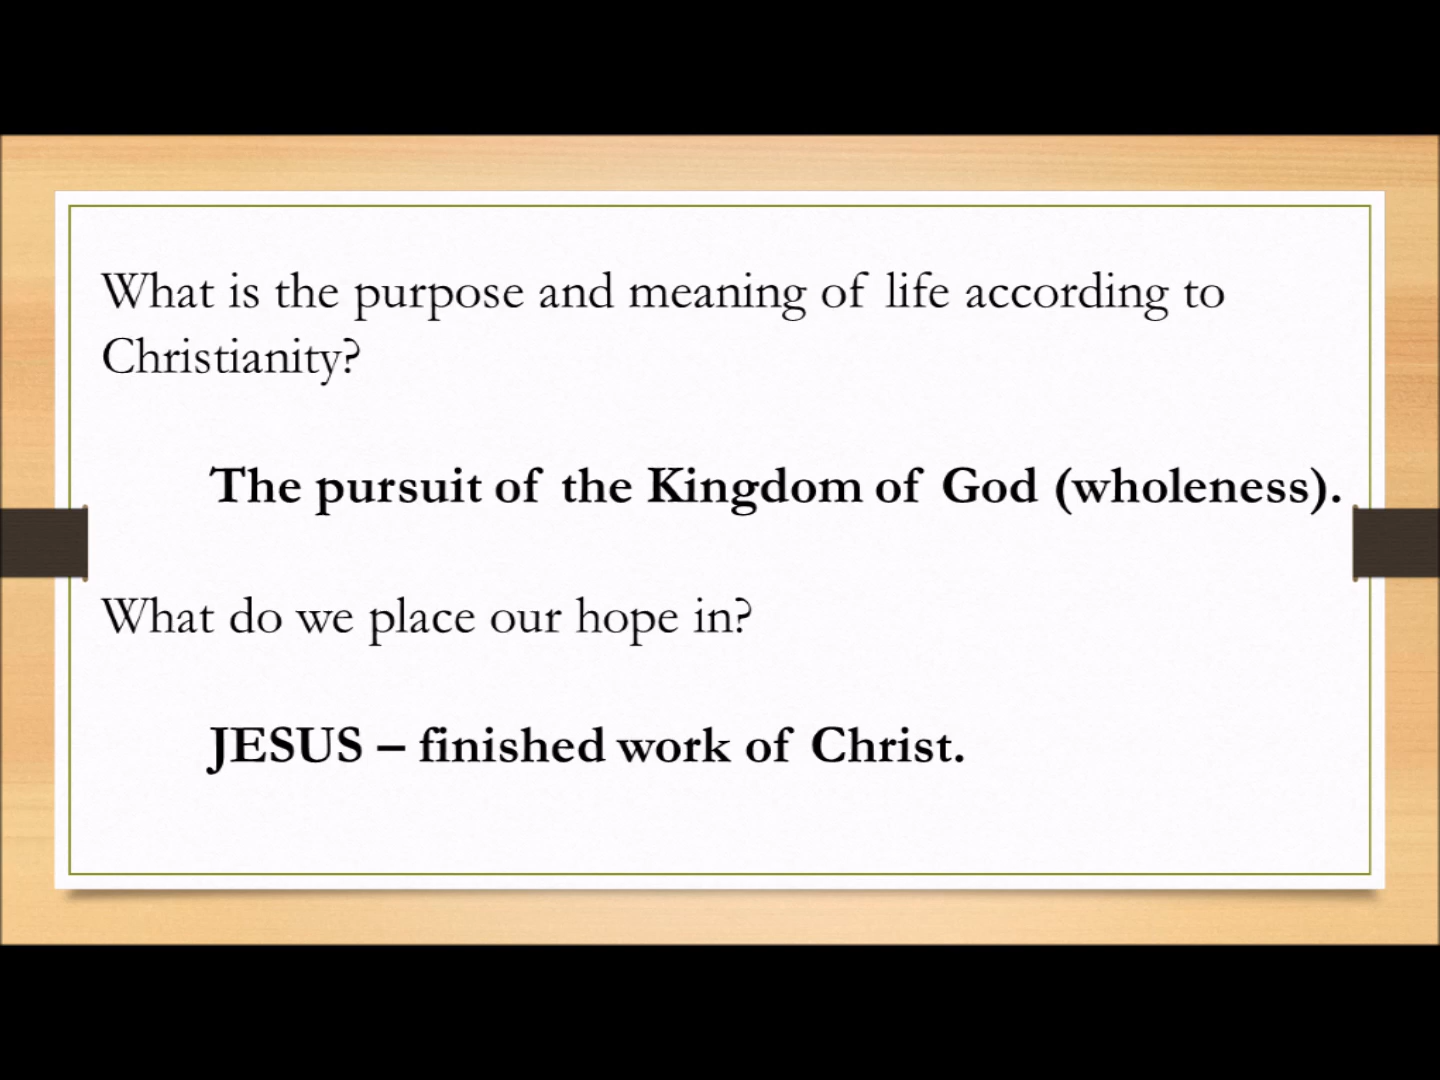 What is the purpose and meaning of life according to
Christianity?
The pursuit of the Kingdom of God (wholeness).
What do we place our hope in?
JESUS – finished work of Christ.